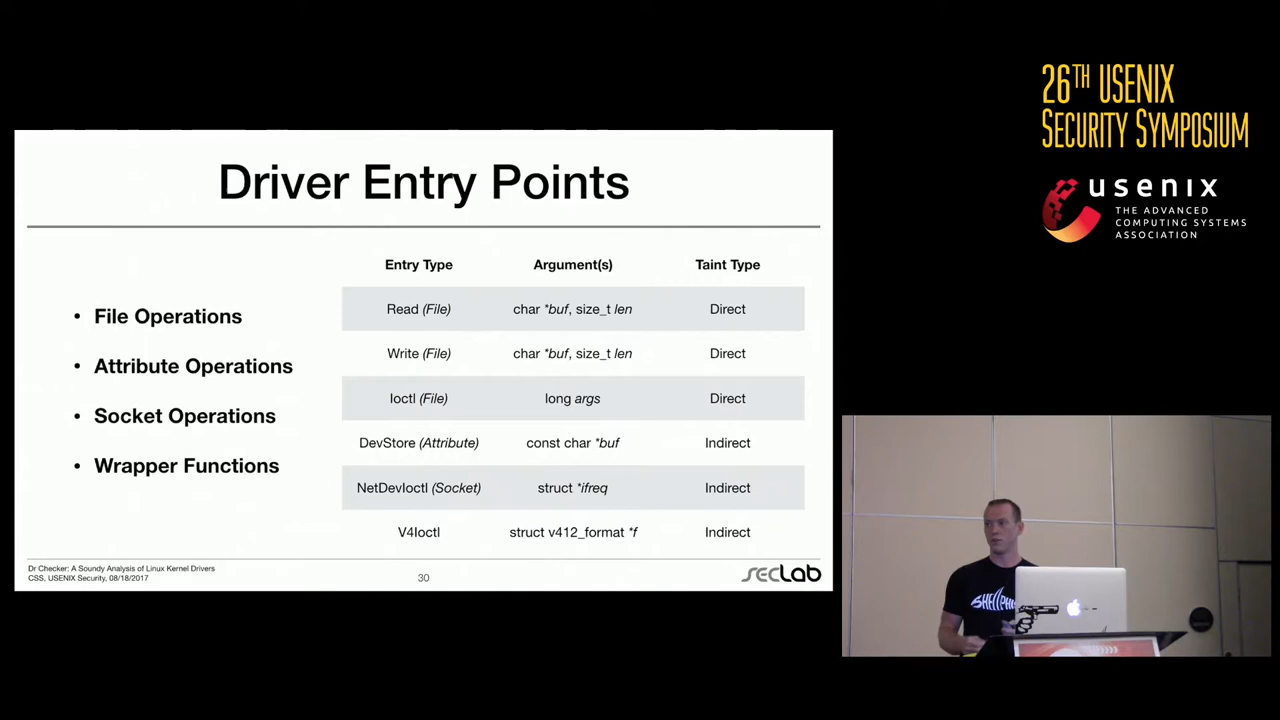 26TH USENIX
SECURITY SYMPOSIUM
usenix
THE ADVANCED
COMPUTING SYSTEMS
ASSOCIATION
Driver Entry Points
• File Operations
• Attribute Operations
• Socket Operations
• Wrapper Functions
Entry Type Argument(s) Taint Type
Read (File) char *buf, size_t len Direct
Write (File) char *buf, size_t len Direct
Ioctl (File) long args Direct
DevStore (Attribute) const char *buf Indirect
NetDevIoctl (Socket) struct *ifreq Indirect
V4Ioctl struct v412_format *f Indirect
Dr Checker: A Soundy Analysis of Linux Kernel Drivers
CSS, USENIX Security, 08/18/2017
30
secLab